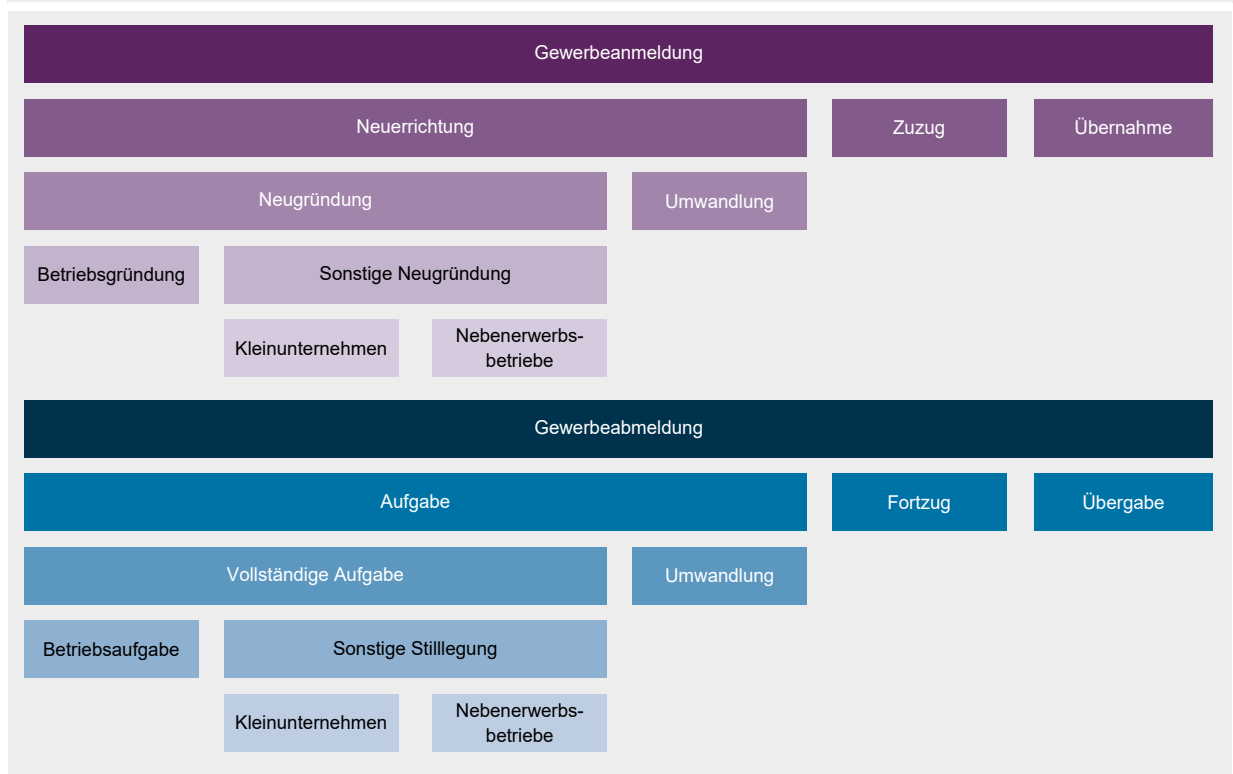 Gewerbeanmeldung
Neuerrichtung
Zuzug
Übernahme
Neugründung
Umwandlung
Betriebsgründung
Sonstige Neugründung
Kleinunternehmen
Nebenerwerbs-
betriebe
Gewerbeabmeldung
Aufgabe
Fortzug
Übergabe
Vollständige Aufgabe
Umwandlung
Betriebsaufgabe
Sonstige Stilllegung
Kleinunternehmen
Nebenerwerbs-
betriebe